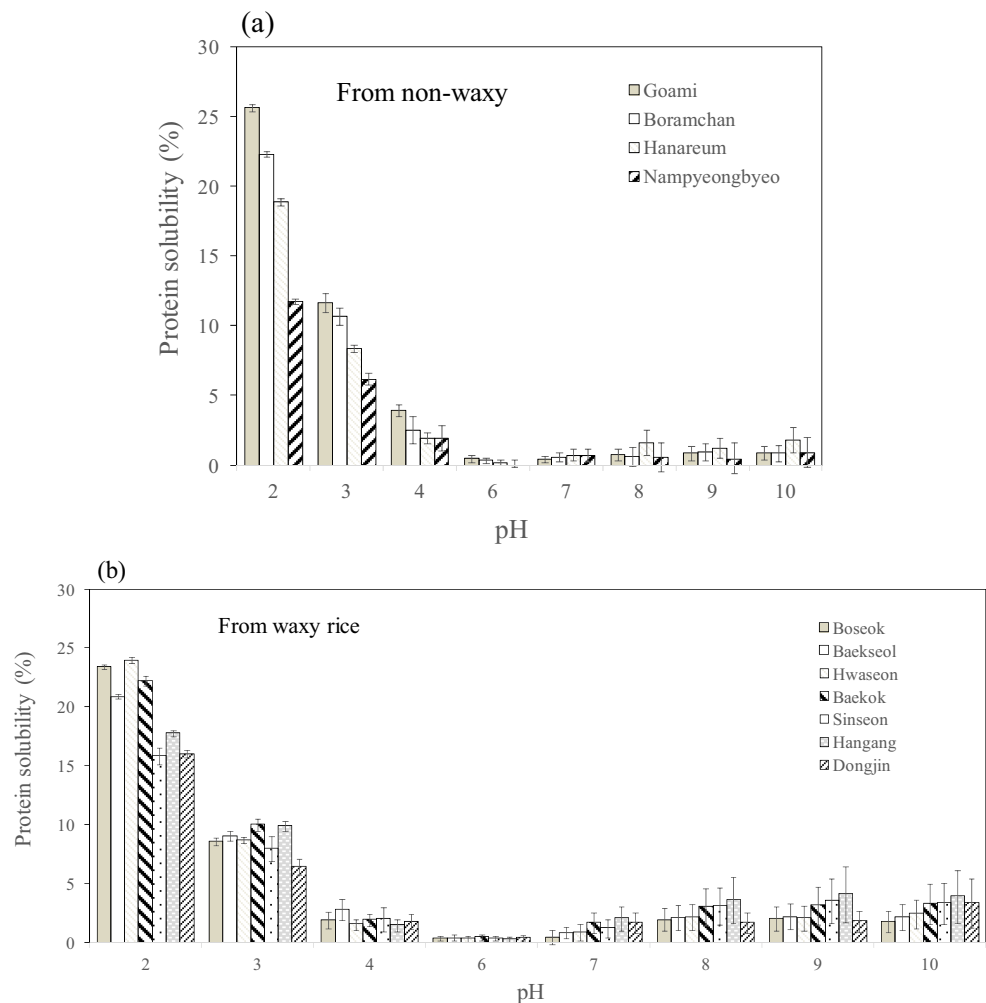 (a)
From non-waxy
Goami
Boramchan
Hanareum
Nampyeongbyeo
Protein solubility (%)
30
25
20
15
10
5
0
2 3 4 6 7 8 9 10
pH
(b)
From waxy rice
Boseok
Baekseol
Hwaseon
Baekok
Sinseon
Hangang
Dongjin
Protein solubility (%)
30
25
20
15
10
5
0
2 3 4 6 7 8 9 10
pH